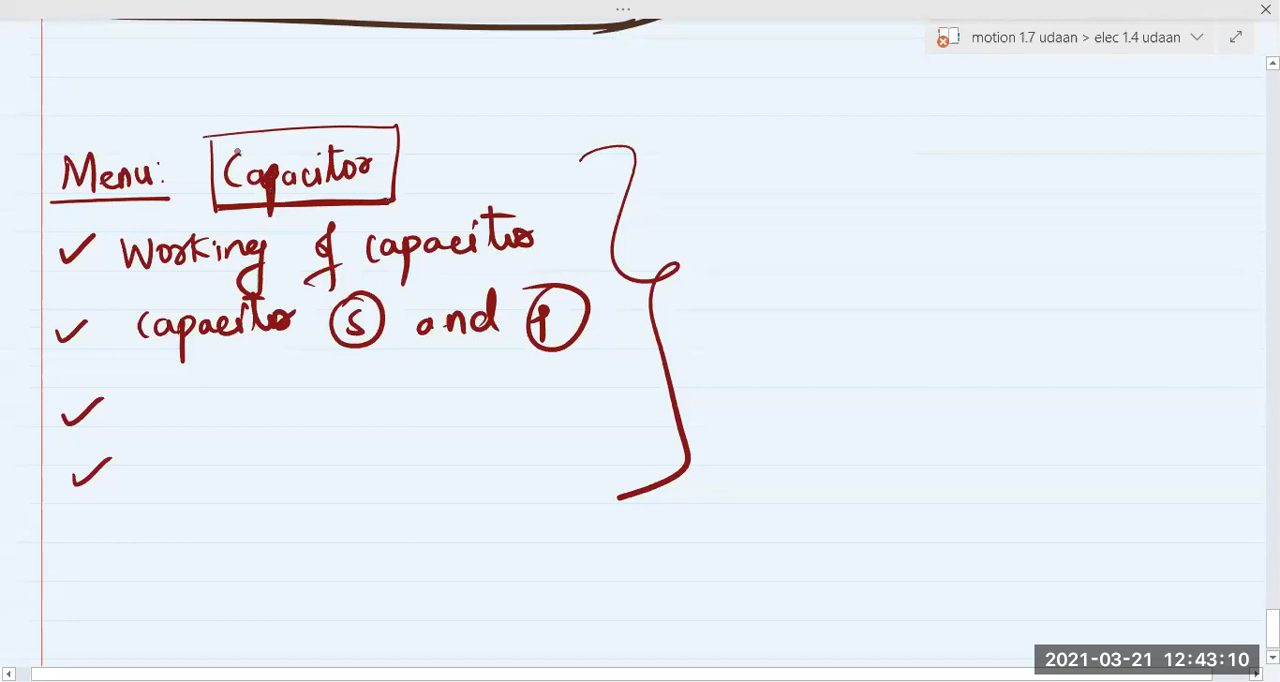 motion 1.7 udaan > elec 1.4 udaan
Menu: Capacitor
✓ Working of capacitor
✓ capacitor S and P
✓
✓
2021-03-21 12:43:10